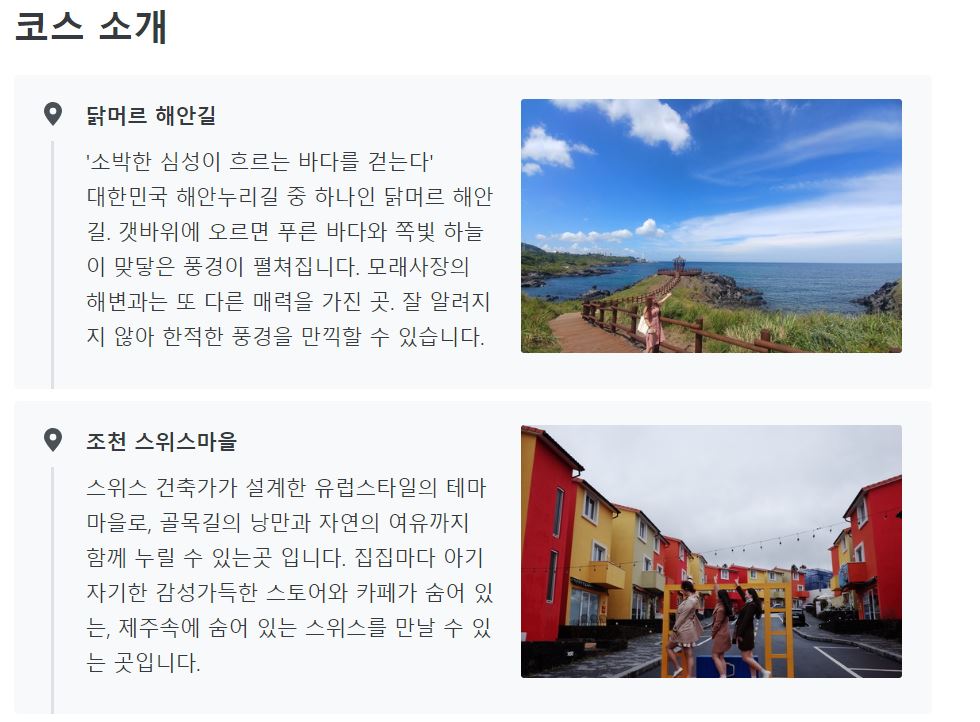 코스 소개
닭머르 해안길
'소박한 심성이 흐르는 바다를 걷는다'
대한민국 해안누리길 중 하나인 닭머르 해안
길. 갯바위에 오르면 푸른 바다와 쪽빛 하늘
이 맞닿은 풍경이 펼쳐집니다. 모래사장의
해변과는 또 다른 매력을 가진 곳. 잘 알려지
지 않아 한적한 풍경을 만끽할 수 있습니다.
조천 스위스마을
스위스 건축가가 설계한 유럽스타일의 테마
마을로, 골목길의 낭만과 자연의 여유까지
함께 누릴 수 있는곳 입니다. 집집마다 아기
자기한 감성가득한 스토어와 카페가 숨어 있
는, 제주속에 숨어 있는 스위스를 만날 수 있
는 곳입니다.